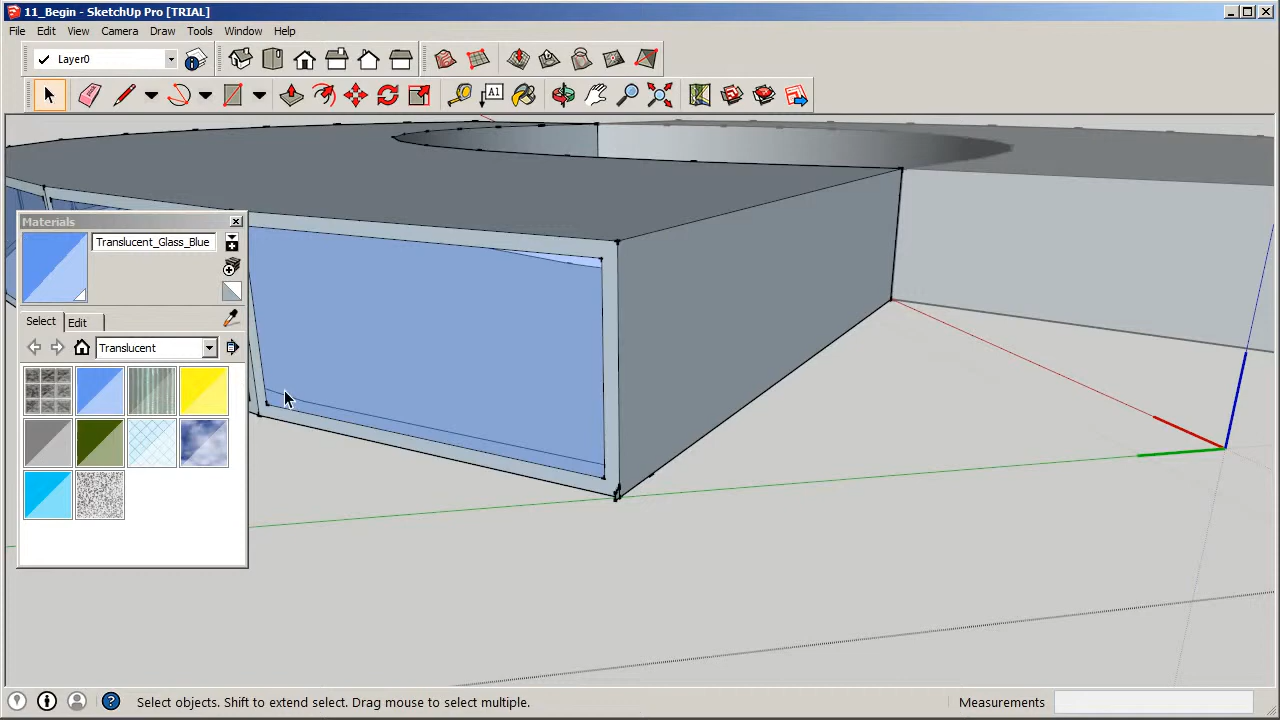 11_Begin - SketchUp Pro [TRIAL]
File Edit View Camera Draw Tools Window Help
Layer0
A1
Materials
Translucent_Glass_Blue
Select Edit
Translucent
Select objects. Shift to extend select. Drag mouse to select multiple.
Measurements